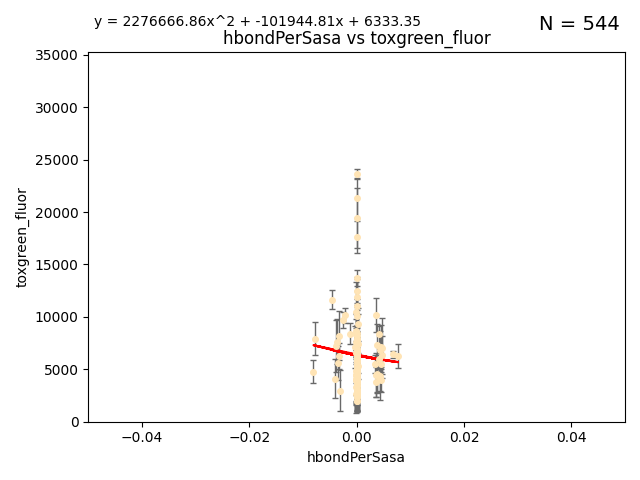 y = 2276666.86x^2 + -101944.81x + 6333.35
N = 544
hbondPerSasa vs toxgreen_fluor
35000
30000
25000
20000
15000
10000
5000
0
toxgreen_fluor
−0.04
−0.02
0.00
0.02
0.04
hbondPerSasa